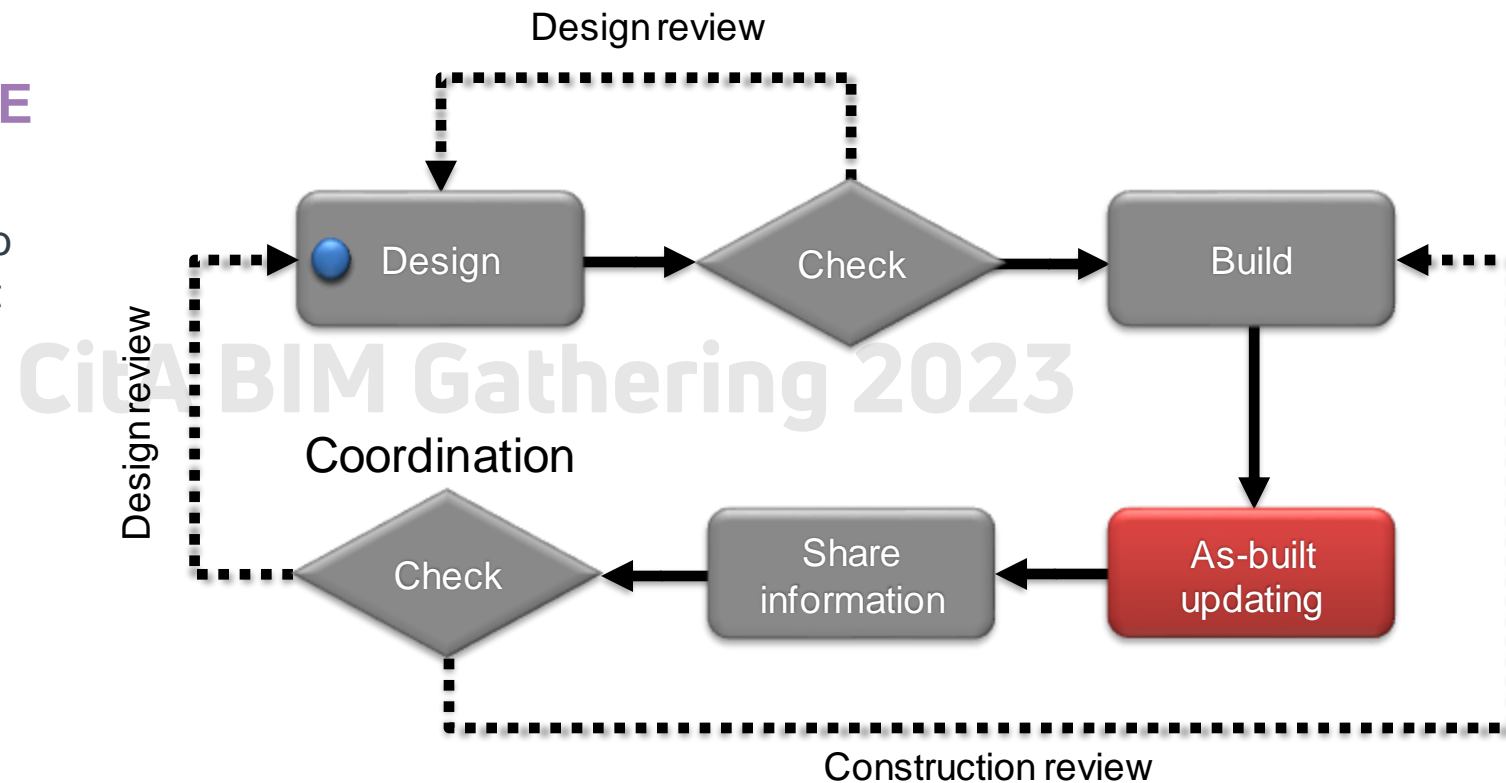 Design review
E
Design
Check
Build
Design review
CitA BIM Gathering 2023
Coordination
Check
Share
information
As-built
updating
Construction review